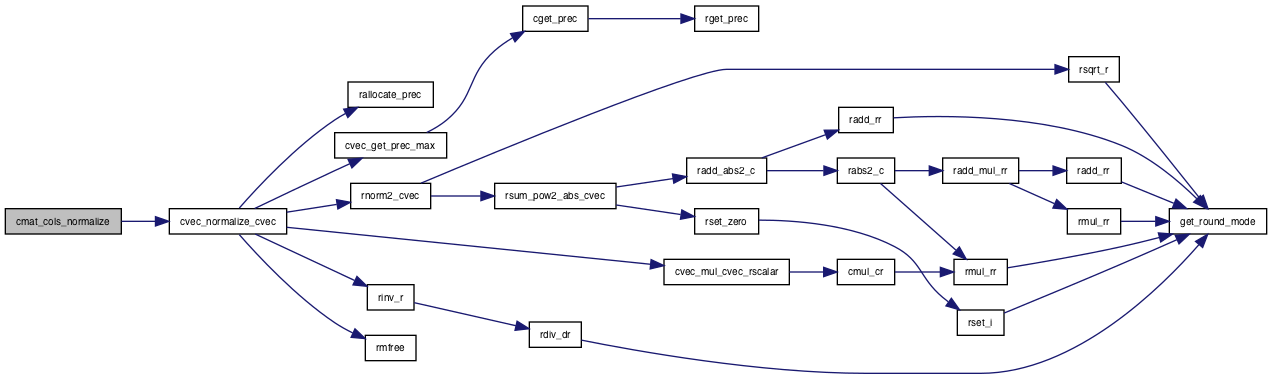 cget_prec
rget_prec
rsqrt_r
rallocate_prec
radd_rr
cvec_get_prec_max
radd_abs2_c
rabs2_c
radd_mul_rr
radd_rr
rnorm2_cvec
rsum_pow2_abs_cvec
cmat_cols_normalize
cvec_normalize_cvec
rset_zero
rmul_rr
get_round_mode
cvec_mul_cvec_rscalar
cmul_cr
rmul_rr
rinv_r
rset_i
rdiv_dr
rmfree